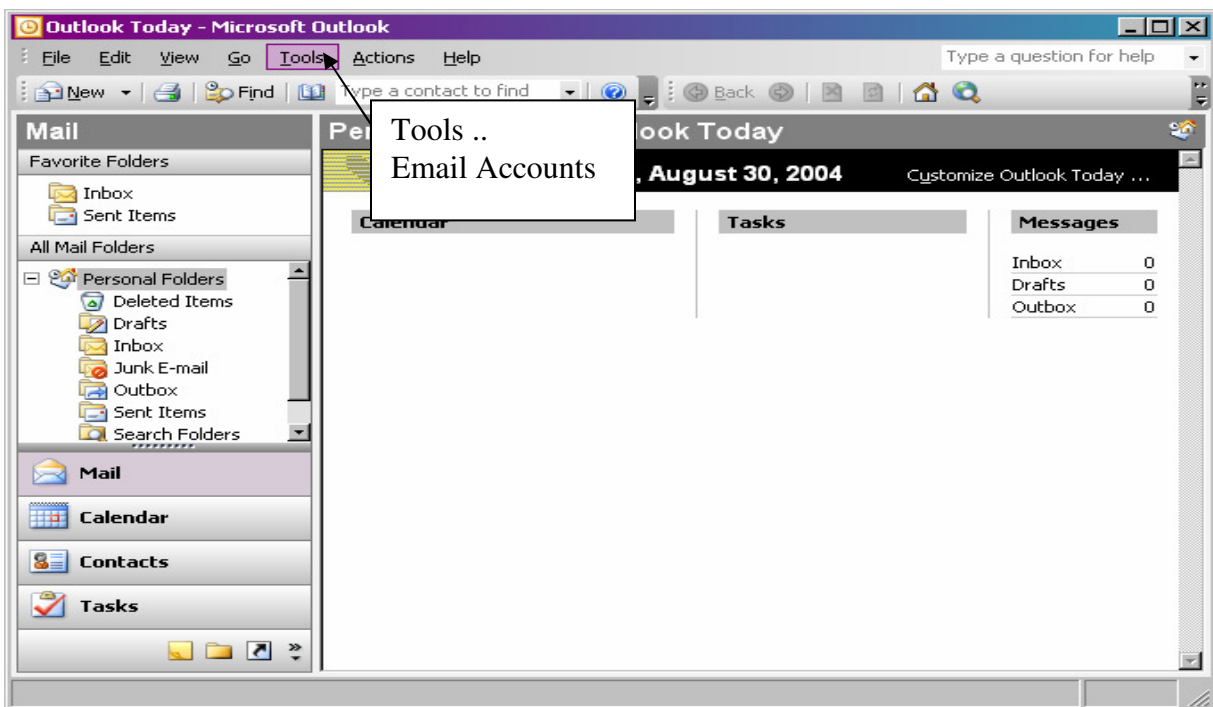 Outlook Today - Microsoft Outlook
File Edit View Go Tools Actions Help Type a question for help
New Find Type a contact to find Back
Mail
Favorite Folders
Inbox
Sent Items
All Mail Folders
Personal Folders
Deleted Items
Drafts
Inbox
Junk E-mail
Outbox
Sent Items
Search Folders
Mail
Calendar
Contacts
Tasks
Tools ..
Email Accounts
Today
, August 30, 2004 Customize Outlook Today ...
Calendar Tasks Messages
Inbox 0
Drafts 0
Outbox 0